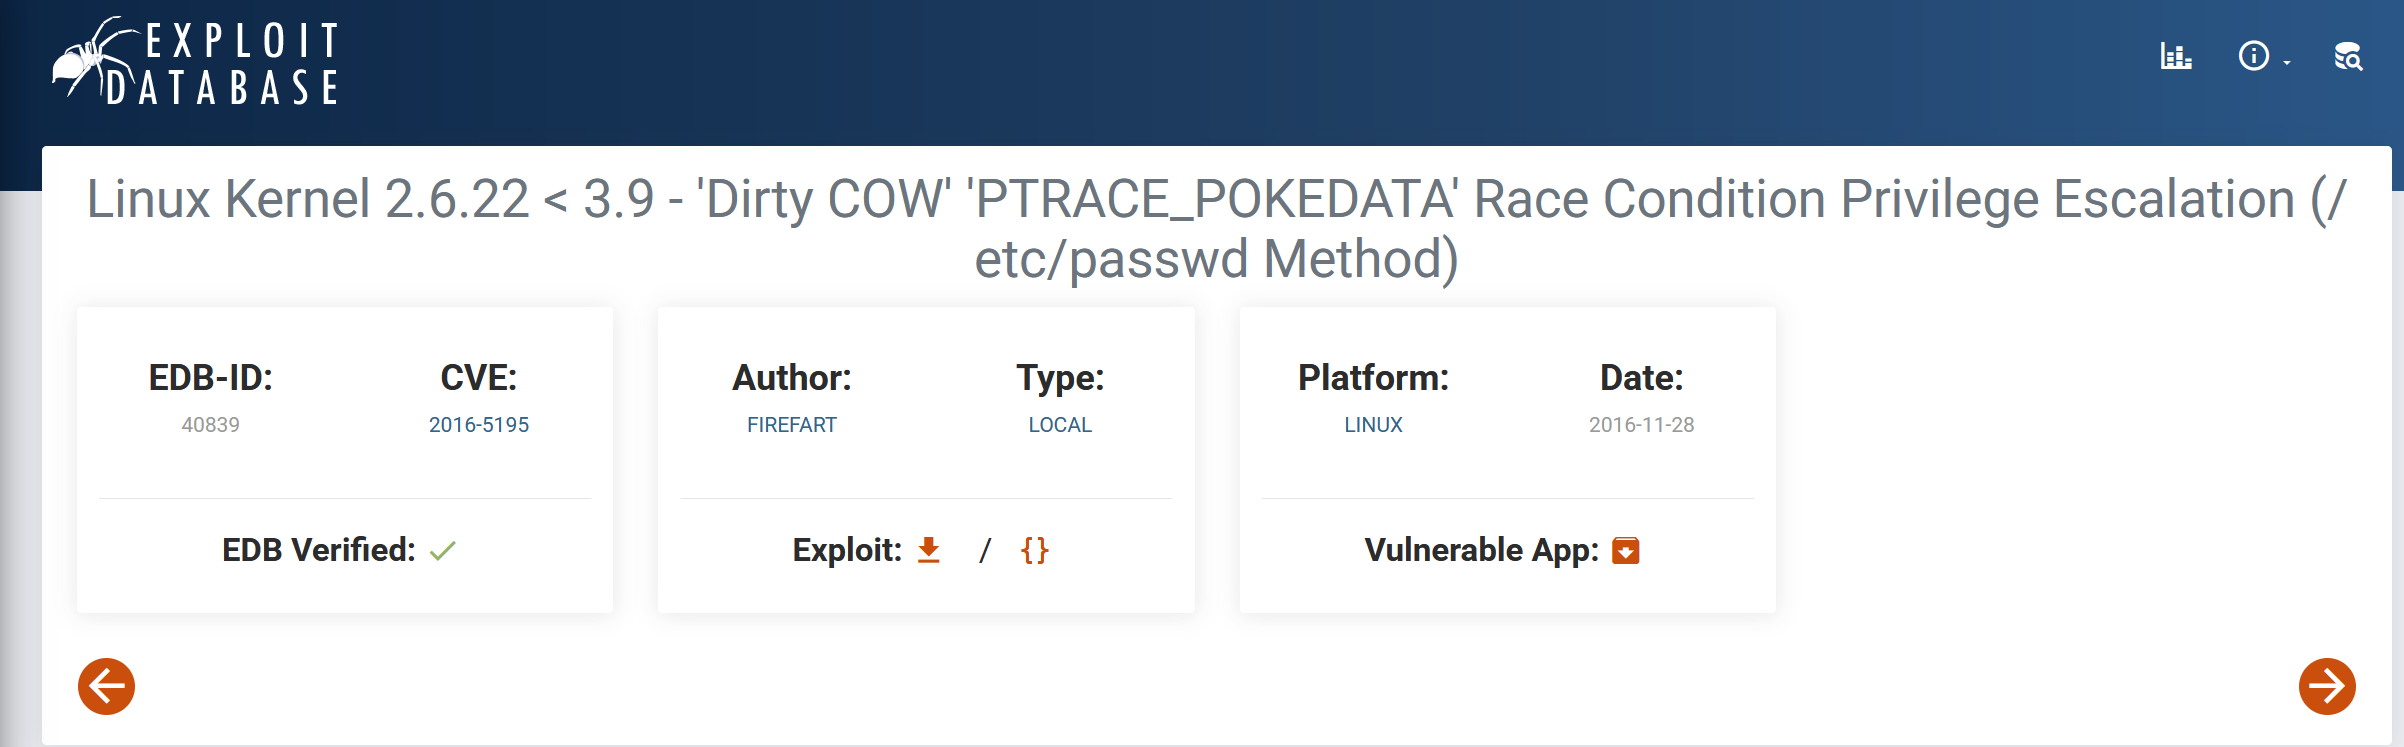 EXPLOIT
DATABASE
Linux Kernel 2.6.22 < 3.9 - 'Dirty COW' 'PTRACE_POKEDATA' Race Condition Privilege Escalation (/
etc/passwd Method)
EDB-ID:
40839
CVE:
2016-5195
EDB Verified:
Author:
FIREFART
Type:
LOCAL
Exploit: / {}
Platform:
LINUX
Date:
2016-11-28
Vulnerable App: